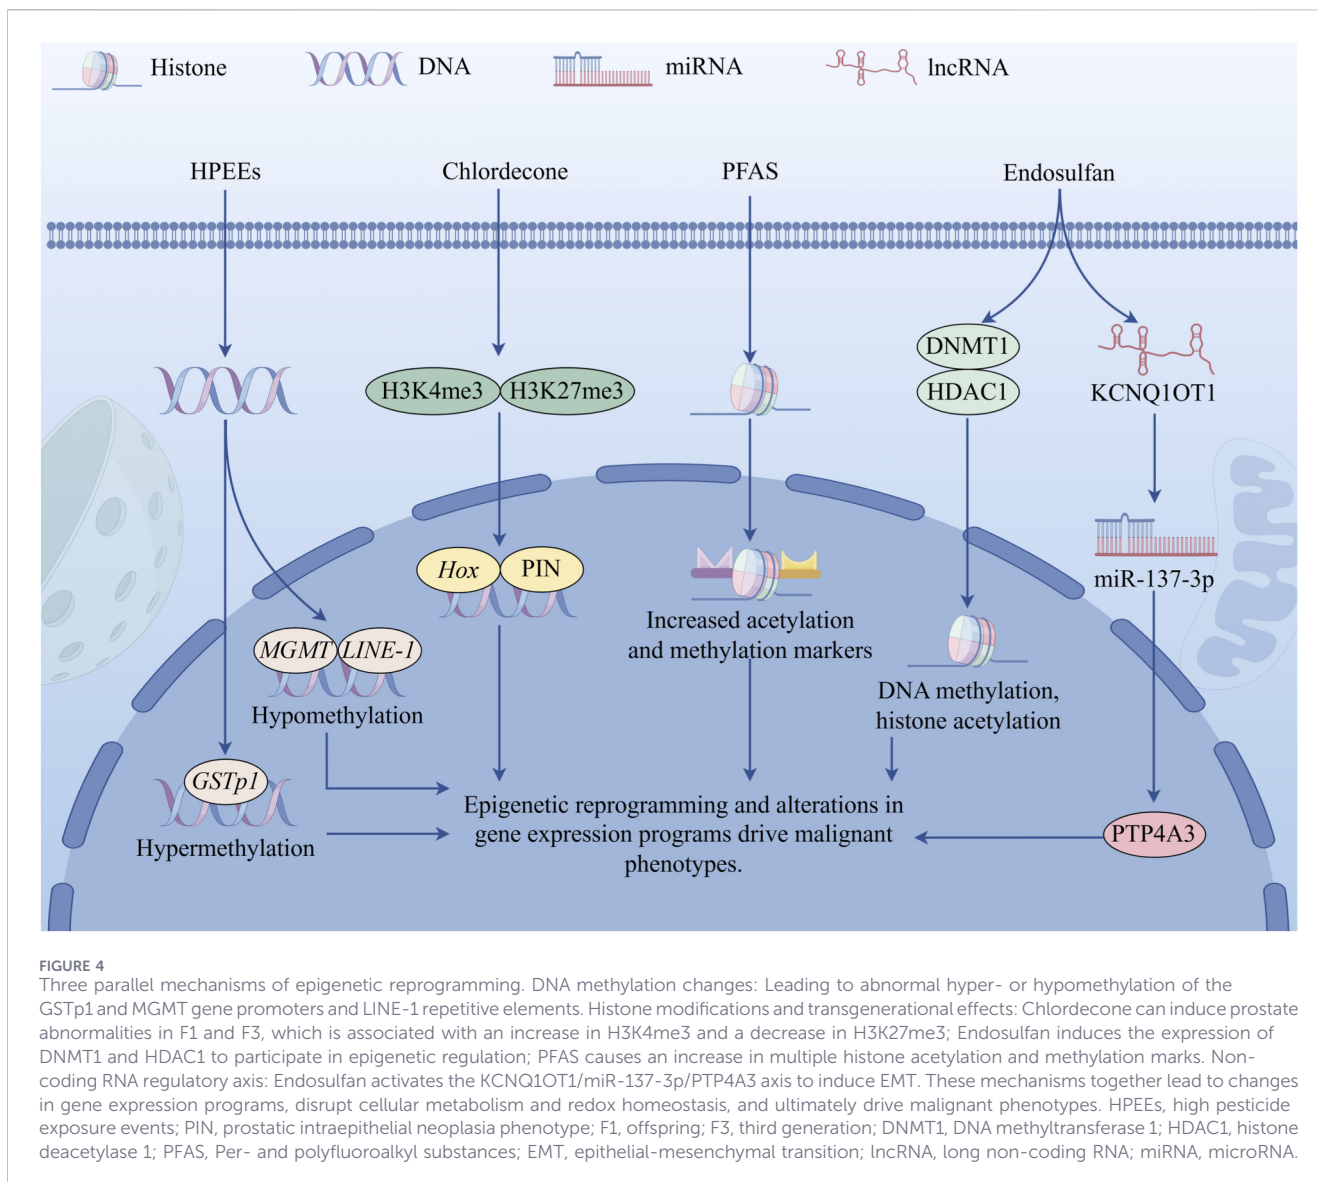 Histone
DNA
miRNA
lncRNA
HPEEs
Chlordecone
PFAS
Endosulfan
H3K4me3
H3K27me3
DNMT1
HDAC1
KCNQ1OT1
Hox
PIN
miR-137-3p
Increased acetylation
and methylation markers
MGMT
LINE-1
Hypomethylation
DNA methylation,
histone acetylation
GSTp1
Hypermethylation
Epigenetic reprogramming and alterations in
gene expression programs drive malignant
phenotypes.
PTP4A3
FIGURE 4
Three parallel mechanisms of epigenetic reprogramming. DNA methylation changes: Leading to abnormal hyper- or hypomethylation of the
GSTp1 and MGMT gene promoters and LINE-1 repetitive elements. Histone modifications and transgenerational effects: Chlordecone can induce prostate
abnormalities in F1 and F3, which is associated with an increase in H3K4me3 and a decrease in H3K27me3; Endosulfan induces the expression of
DNMT1 and HDAC1 to participate in epigenetic regulation; PFAS causes an increase in multiple histone acetylation and methylation marks. Non-
coding RNA regulatory axis: Endosulfan activates the KCNQ1OT1/miR-137-3p/PTP4A3 axis to induce EMT. These mechanisms together lead to changes
in gene expression programs, disrupt cellular metabolism and redox homeostasis, and ultimately drive malignant phenotypes. HPEEs, high pesticide
exposure events; PIN, prostatic intraepithelial neoplasia phenotype; F1, offspring; F3, third generation; DNMT1, DNA methyltransferase 1; HDAC1, histone
deacetylase 1; PFAS, Per- and polyfluoroalkyl substances; EMT, epithelial-mesenchymal transition; lncRNA, long non-coding RNA; miRNA, microRNA.